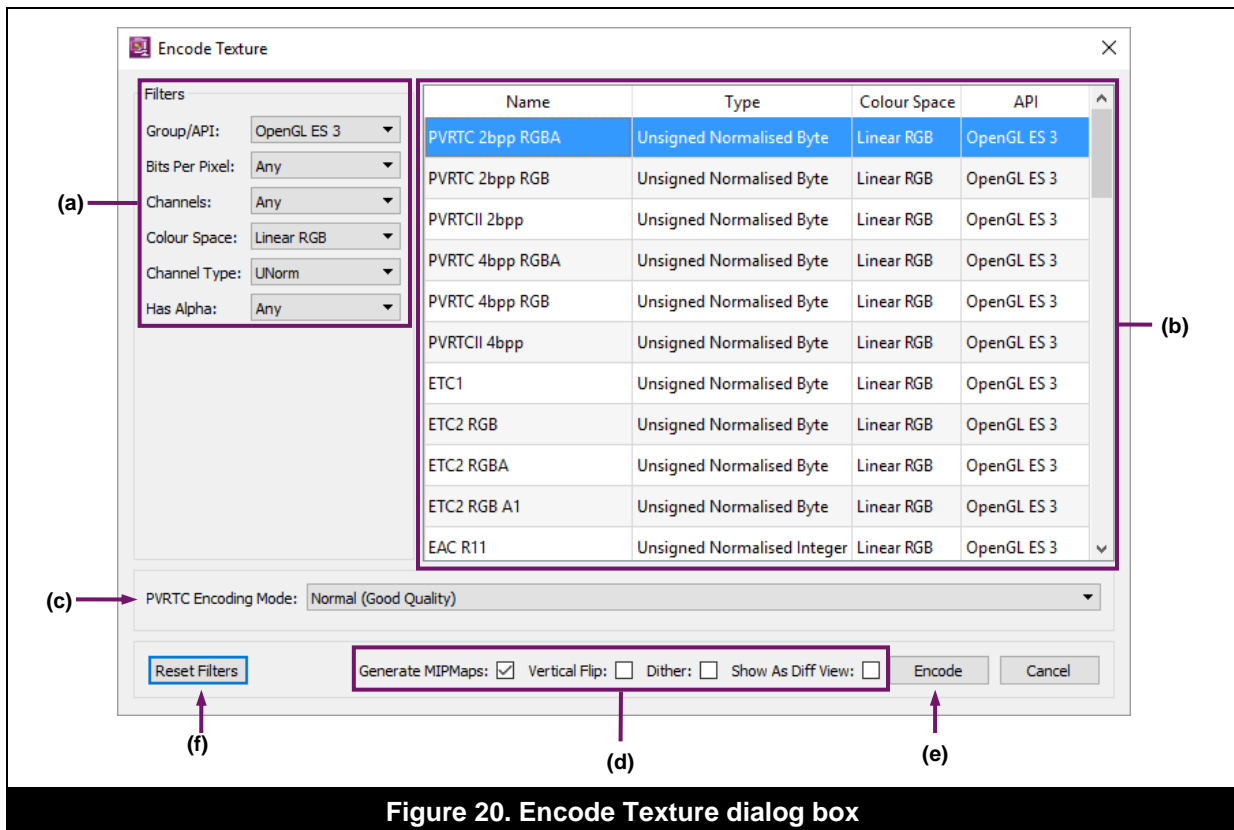 Encode Texture
Filters
Group/API: OpenGL ES 3
Bits Per Pixel: Any
Channels: Any
Colour Space: Linear RGB
Channel Type: UNorm
Has Alpha: Any
(a)
Name Type Colour Space API
PVRTC 2bpp RGBA Unsigned Normalised Byte Linear RGB OpenGL ES 3
PVRTC 2bpp RGB Unsigned Normalised Byte Linear RGB OpenGL ES 3
PVRTCII 2bpp Unsigned Normalised Byte Linear RGB OpenGL ES 3
PVRTC 4bpp RGBA Unsigned Normalised Byte Linear RGB OpenGL ES 3
PVRTC 4bpp RGB Unsigned Normalised Byte Linear RGB OpenGL ES 3
PVRTCII 4bpp Unsigned Normalised Byte Linear RGB OpenGL ES 3
ETC1 Unsigned Normalised Byte Linear RGB OpenGL ES 3
ETC2 RGB Unsigned Normalised Byte Linear RGB OpenGL ES 3
ETC2 RGBA Unsigned Normalised Byte Linear RGB OpenGL ES 3
ETC2 RGB A1 Unsigned Normalised Byte Linear RGB OpenGL ES 3
EAC R11 Unsigned Normalised Integer Linear RGB OpenGL ES 3
(b)
(c) PVRTC Encoding Mode: Normal (Good Quality)
Reset Filters Generate MIPMaps: Vertical Flip: Dither: Show As Diff View: Encode Cancel
(f) (d) (e)
Figure 20. Encode Texture dialog box